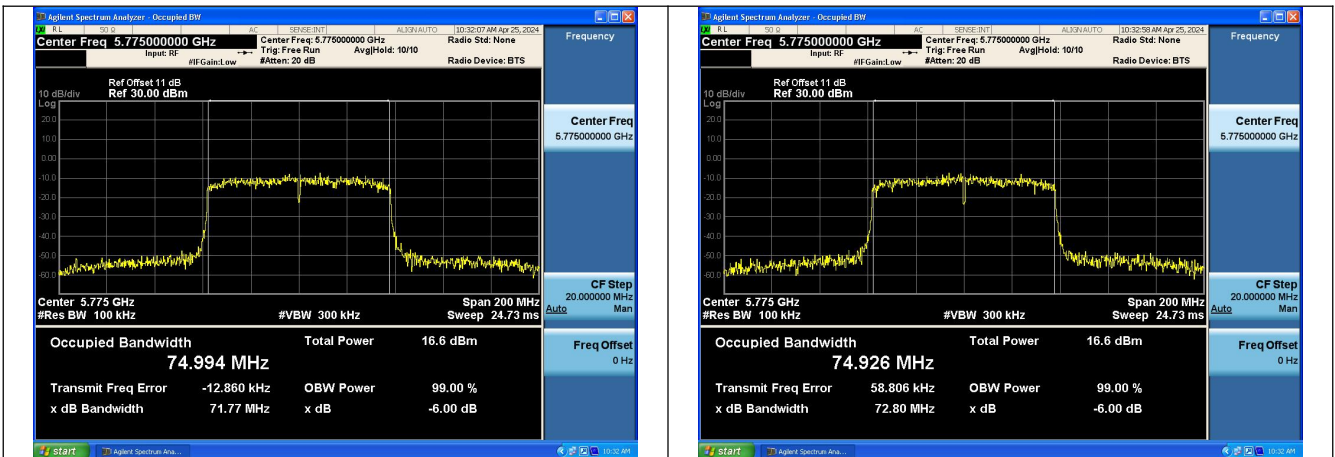 Agilent Spectrum Analyzer - Occupied BW
RL 50 Ω AC SENSE:INT ALIGN AUTO 10:32:07 AM Apr 25, 2024
Center Freq 5.775000000 GHz Center Freq: 5.775000000 GHz Radio Std: None Frequency
Input: RF Trig: Free Run Avg|Hold: 10/10
#IFGain:Low #Atten: 20 dB Radio Device: BTS
Ref Offset 11 dB
10 dB/div Ref 30.00 dBm
Log
20.0
10.0
0.00
-10.0
-20.0
-30.0
-40.0
-50.0
-60.0
Center Freq
5.775000000 GHz
CF Step
20.000000 MHz
Auto Man
Freq Offset
0 Hz
Center 5.775 GHz Span 200 MHz
#Res BW 100 kHz #VBW 300 kHz Sweep 24.73 ms
Occupied Bandwidth Total Power 16.6 dBm
74.994 MHz
Transmit Freq Error -12.860 kHz OBW Power 99.00 %
x dB Bandwidth 71.77 MHz x dB -6.00 dB
start Agilent Spectrum Ana... 10:32 AM
Agilent Spectrum Analyzer - Occupied BW
RL 50 Ω AC SENSE:INT ALIGN AUTO 10:32:58 AM Apr 25, 2024
Center Freq 5.775000000 GHz Center Freq: 5.775000000 GHz Radio Std: None Frequency
Input: RF Trig: Free Run Avg|Hold: 10/10
#IFGain:Low #Atten: 20 dB Radio Device: BTS
Ref Offset 11 dB
10 dB/div Ref 30.00 dBm
Log
20.0
10.0
0.00
-10.0
-20.0
-30.0
-40.0
-50.0
-60.0
Center Freq
5.775000000 GHz
CF Step
20.000000 MHz
Auto Man
Freq Offset
0 Hz
Center 5.775 GHz Span 200 MHz
#Res BW 100 kHz #VBW 300 kHz Sweep 24.73 ms
Occupied Bandwidth Total Power 16.6 dBm
74.926 MHz
Transmit Freq Error 58.806 kHz OBW Power 99.00 %
x dB Bandwidth 72.80 MHz x dB -6.00 dB
start Agilent Spectrum Ana... 10:32 AM